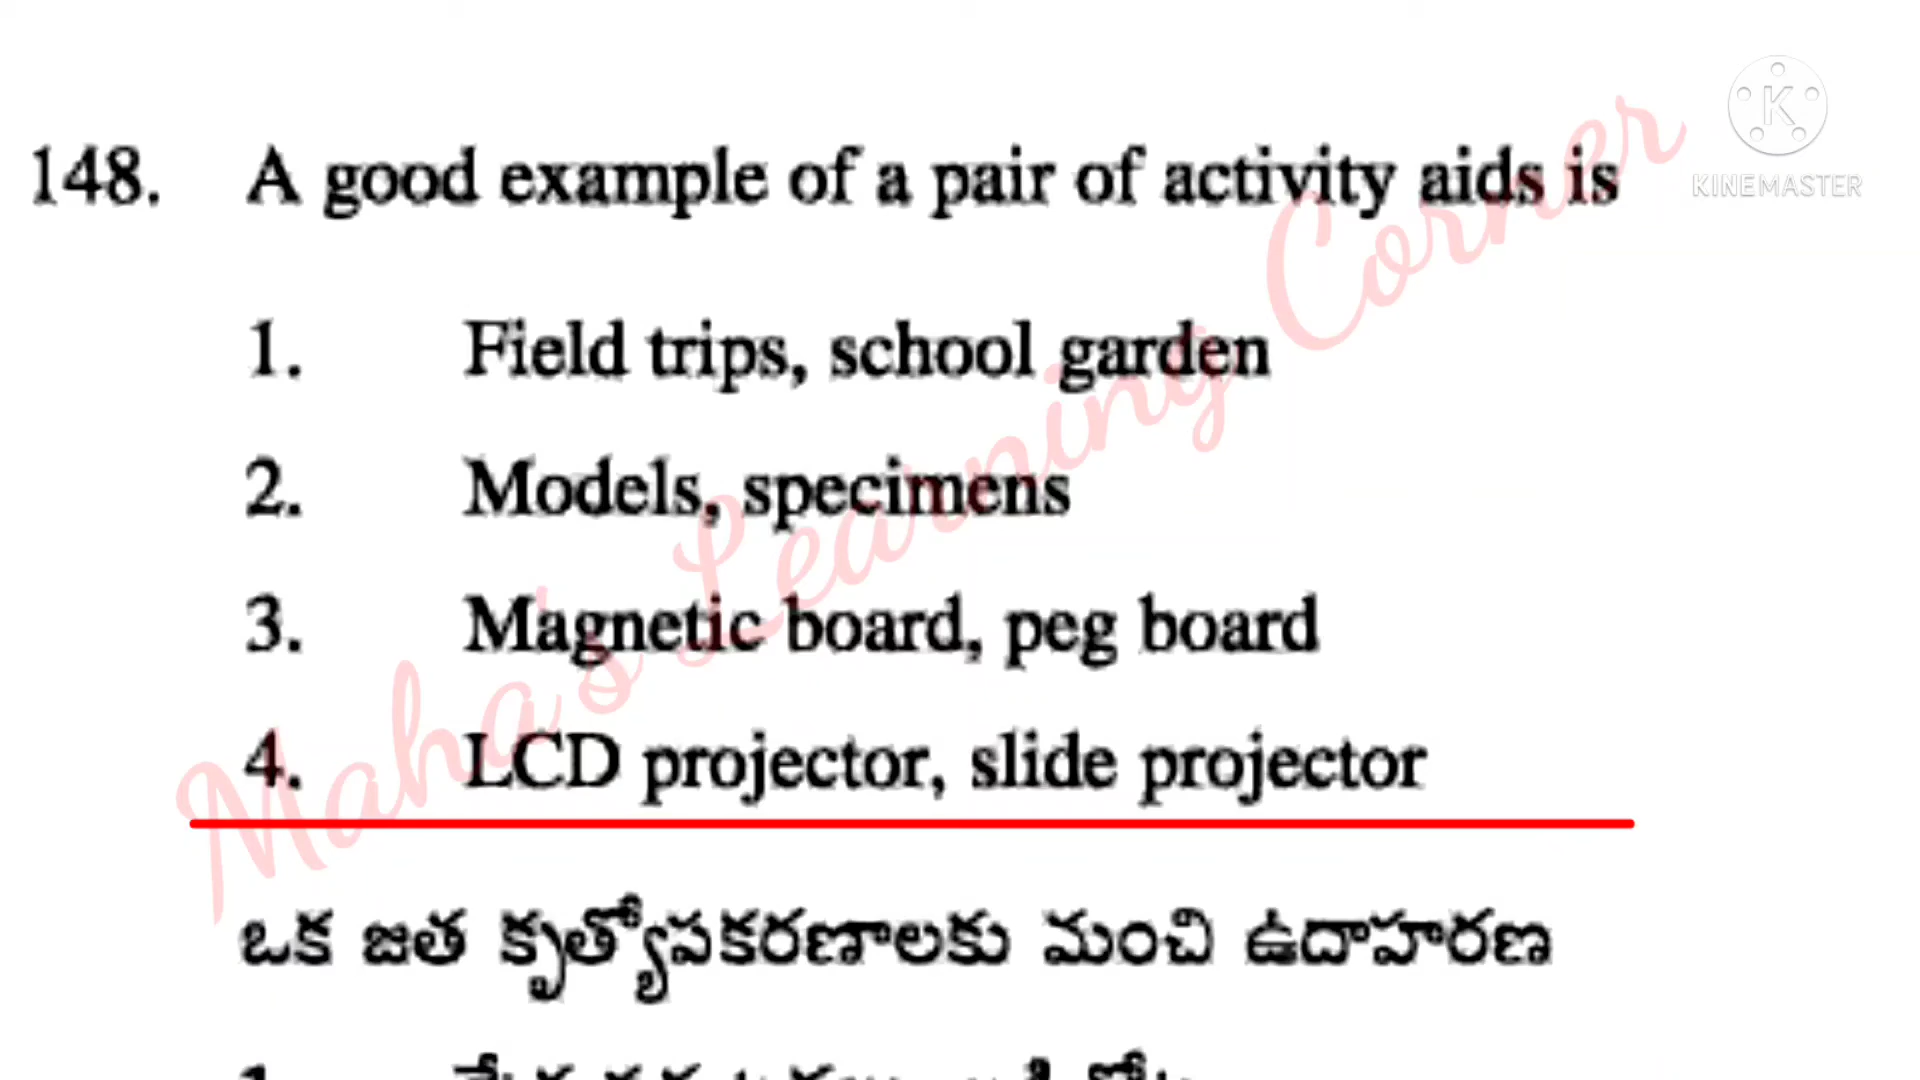 KINEMASTER
148. A good example of a pair of activity aids is
1. Field trips, school garden
2. Models, specimens
3. Magnetic board, peg board
4. LCD projector, slide projector
Maha's Learning Corner
ఒక జత కృత్యోపకరణాలకు మంచి ఉదాహరణ